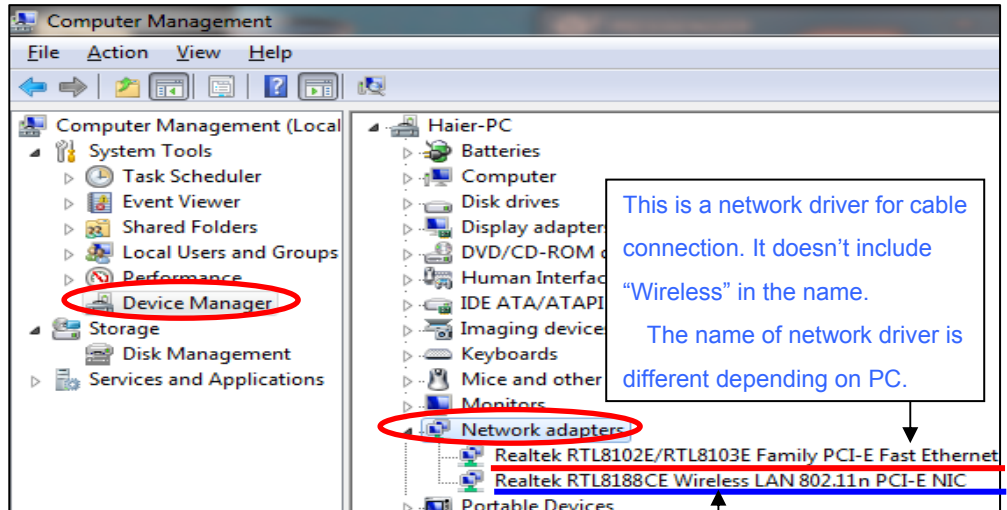 Computer Management
File Action View Help
Computer Management (Local
System Tools
Task Scheduler
Event Viewer
Shared Folders
Local Users and Groups
Performance
Device Manager
Storage
Disk Management
Services and Applications
Haier-PC
Batteries
Computer
Disk drives
Display adapter
DVD/CD-ROM
Human Interfac
IDE ATA/ATAPI
Imaging device
Keyboards
Mice and other
Monitors
Network adapters
Realtek RTL8102E/RTL8103E Family PCI-E Fast Ethernet
Realtek RTL8188CE Wireless LAN 802.11n PCI-E NIC
Portable Devices
This is a network driver for cable
connection. It doesn’t include
“Wireless” in the name.
The name of network driver is
different depending on PC.